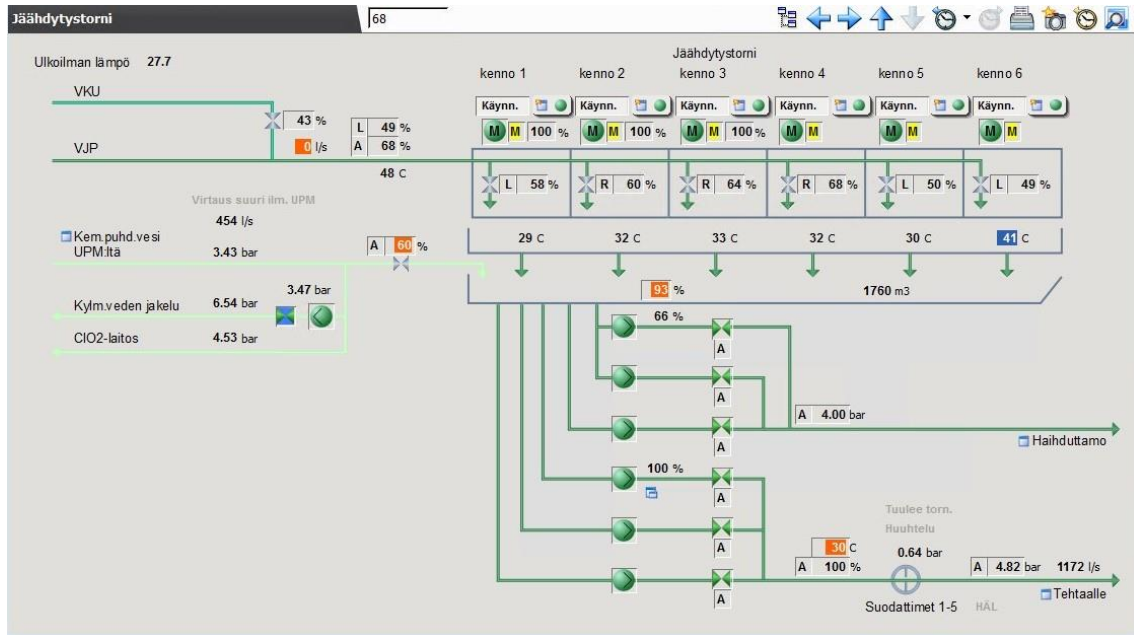 Jäähdytystorni 68
Ulkoilman lämpö 27.7
Jäähdytystorni
kenno 1 kenno 2 kenno 3 kenno 4 kenno 5 kenno 6
VKU
Käynn. Käynn. Käynn. Käynn. Käynn. Käynn.
43 %
M M 100 % M M 100 % M M 100 % M M M M M M
L 49 %
VJP 0 l/s A 68 %
48 C
L 58 % R 60 % R 64 % R 68 % L 50 % L 49 %
Virtaus suuri ilm. UPM
454 l/s
Kem.puhd.vesi
UPM:ltä 3.43 bar A 60 %
29 C 32 C 33 C 32 C 30 C 41 C
93 % 1760 m3
3.47 bar
Kylm.veden jakelu 6.54 bar
66 %
ClO2-laitos 4.53 bar
A
A
A 4.00 bar
A
Haihduttamo
100 %
A
Tuulee torn.
Huuhtelu
A
30 C 0.64 bar
A 100 % A 4.82 bar 1172 l/s
Tehtaalle
A
Suodattimet 1-5 HÄL